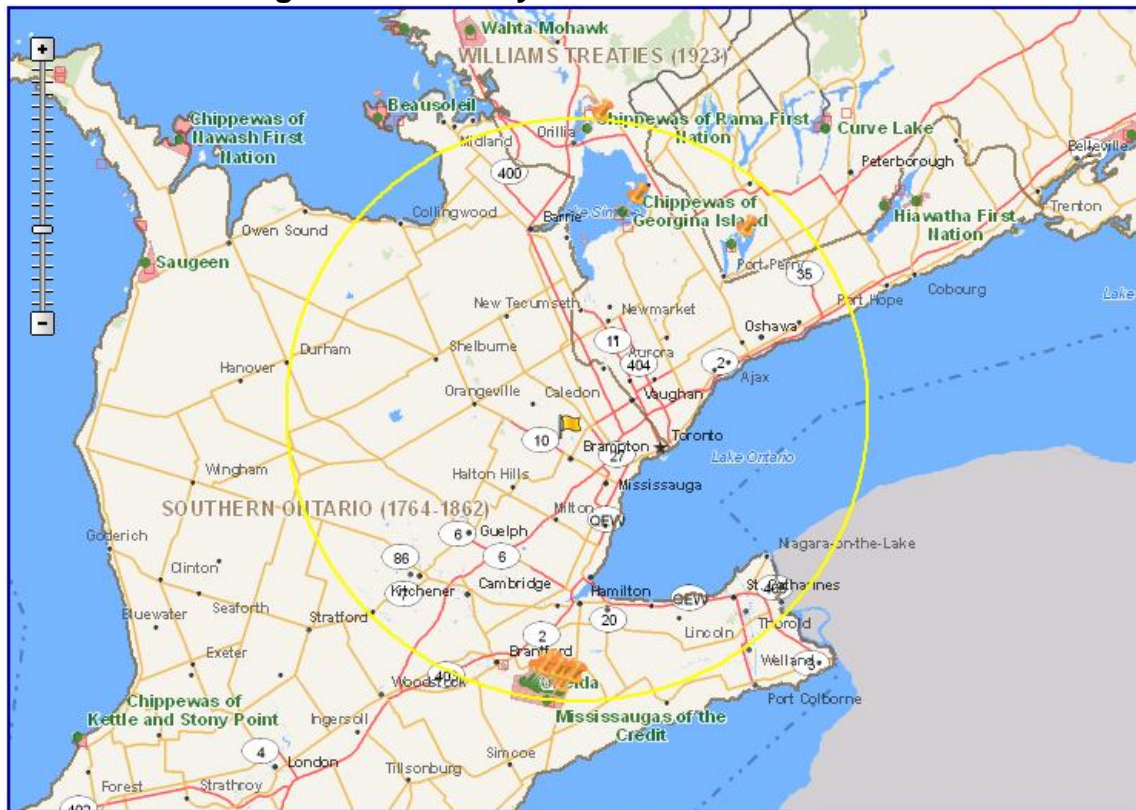 +
Wahta Mohawk
WILLIAMS TREATIES (1923)
Beausoleil
Chippewas of
Nawash First
Nation
Chippewas of Rama First
Nation
Orillia
Midland
Curve Lake
Belleville
Peterborough
400
Collingwood
Barrie
Chippewas of
Georgina Island
Hiawatha First
Nation
Trenton
Owen Sound
Saugeen
Port Perry
35
Cobourg
Port Hope
Lake
New Tecumseth
Newmarket
Oshawa
–
Durham
Shelburne
11
Aurora
404
2
Ajax
Hanover
Orangeville
Caledon
Vaughan
10
Brampton
Toronto
27
Lake Ontario
Wingham
Halton Hills
Mississauga
SOUTHERN ONTARIO (1764-1862)
Milton
QEW
Goderich
6
Guelph
Niagara-on-the-Lake
86
6
Clinton
Kitchener
Cambridge
Hamilton
QEW
St. Catharines
Bluewater
Seaforth
Stratford
20
Thorold
Lincoln
2
Exeter
Brantford
Welland
3
Woodstock
Port Colborne
Chippewas of
Kettle and Stony Point
Mississaugas of the
Credit
Ingersoll
4
London
Simcoe
Forest
Strathroy
Tillsonburg
402